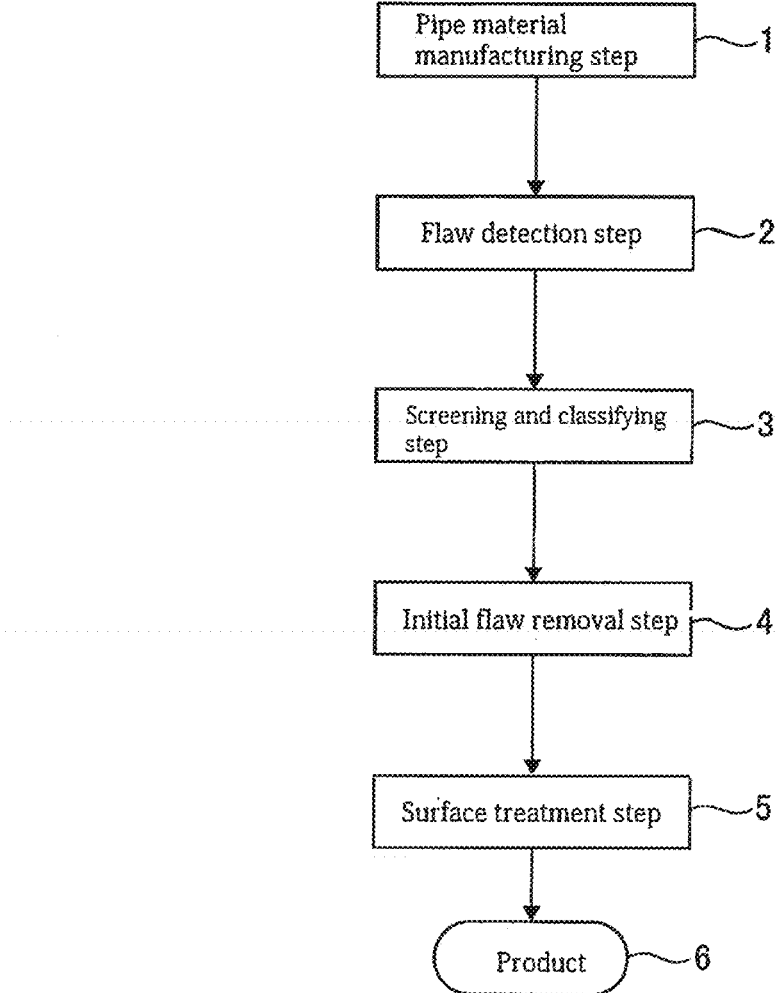 Pipe material
manufacturing step
1
Flaw detection step
2
Screening and classifying
step
3
Initial flaw removal step
4
Surface treatment step
5
Product
6